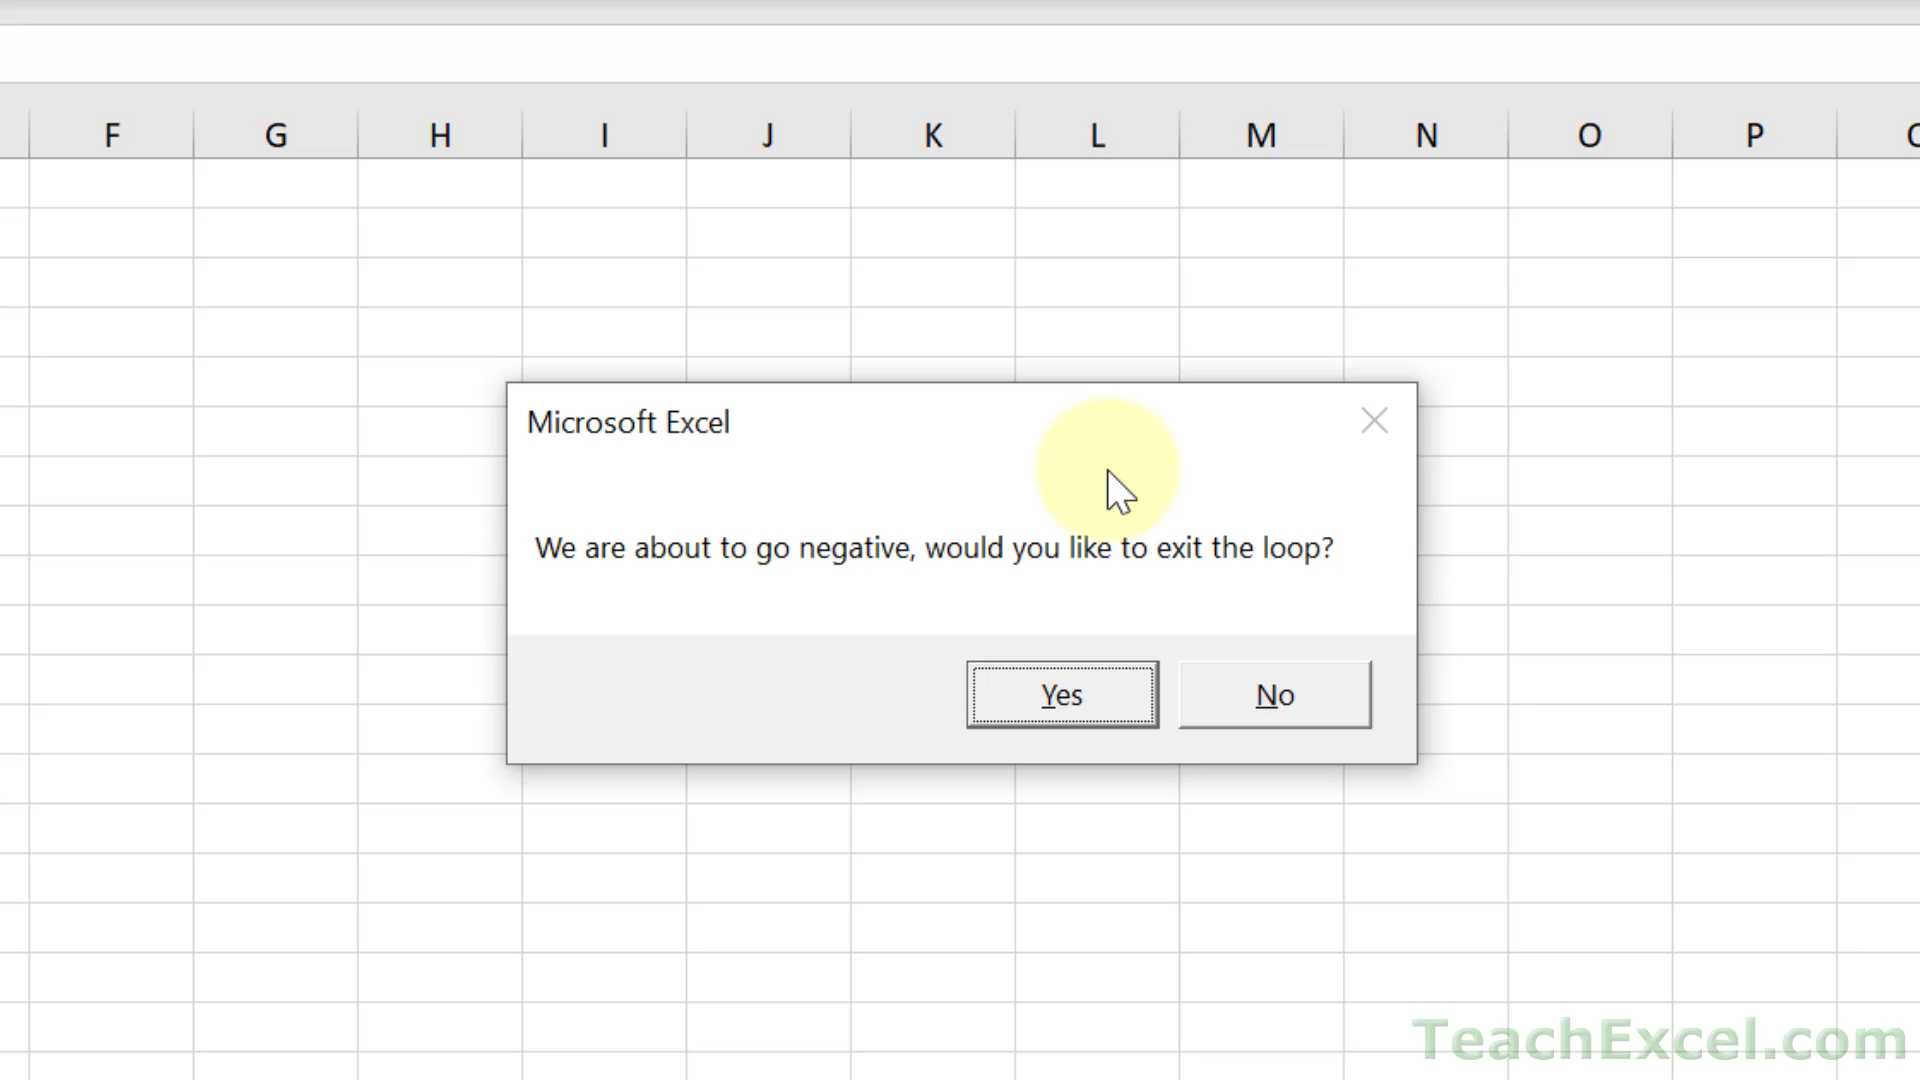 F G H I J K L M N O P
Microsoft Excel
We are about to go negative, would you like to exit the loop?
Yes No
TeachExcel.com